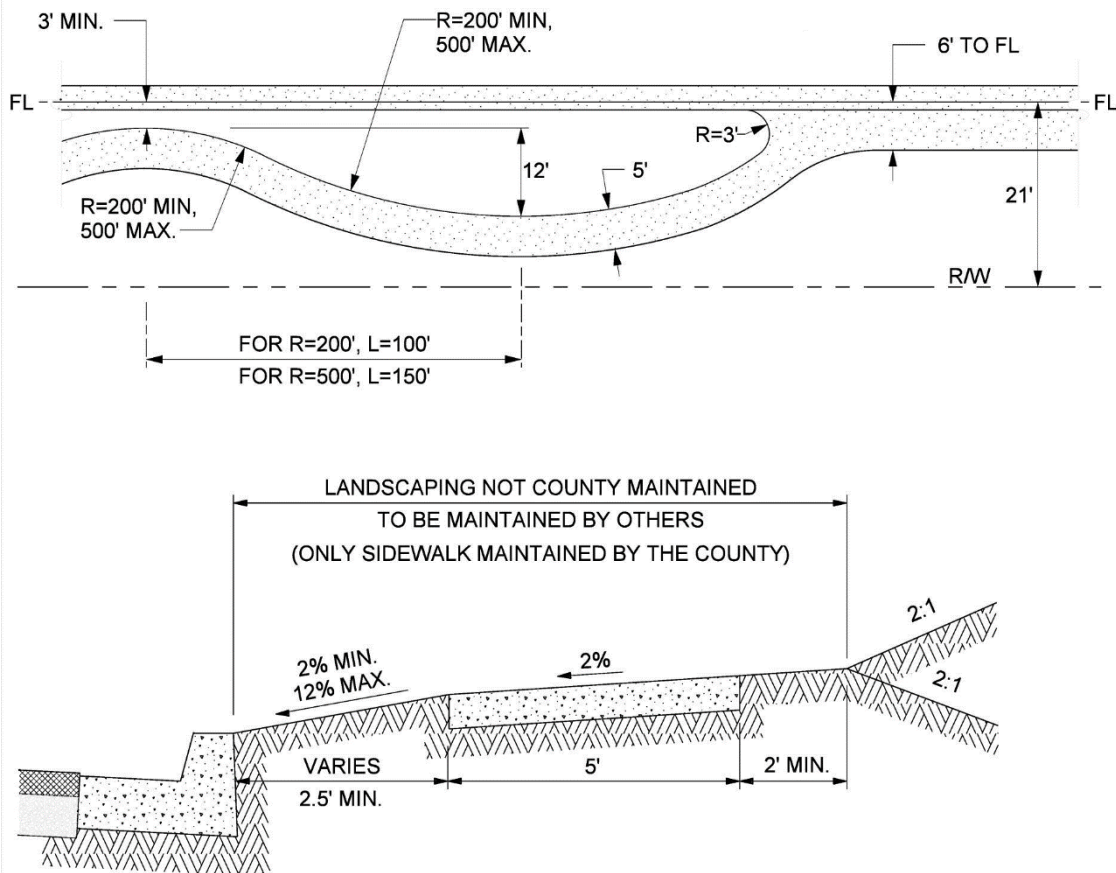 3' MIN.
R=200' MIN,
500' MAX.
6' TO FL
FL
FL
R=3'
12'
5'
21'
R=200' MIN,
500' MAX.
R/W
FOR R=200', L=100'
FOR R=500', L=150'
LANDSCAPING NOT COUNTY MAINTAINED
TO BE MAINTAINED BY OTHERS
(ONLY SIDEWALK MAINTAINED BY THE COUNTY)
2:1
2% MIN.
12% MAX.
2%
2:1
VARIES
2.5' MIN.
5'
2' MIN.